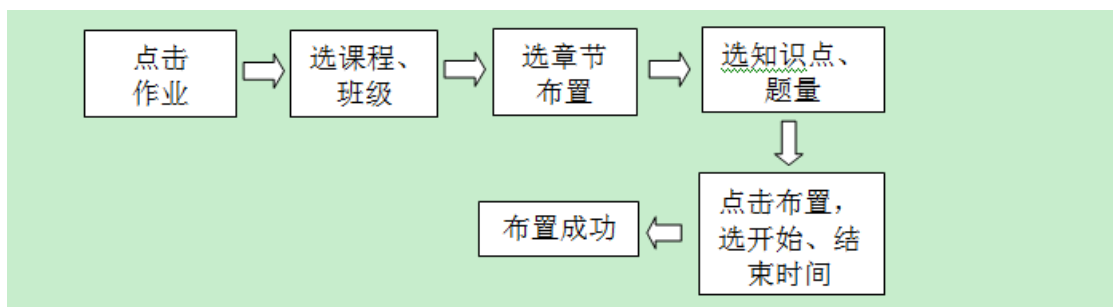 点击
作业
选课程、
班级
选章节
布置
选知识点、
题量
点击布置，
选开始、结
束时间
布置成功